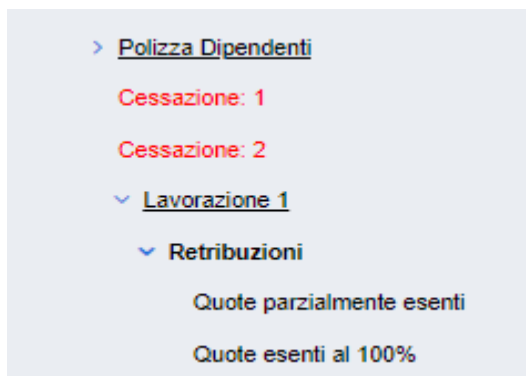 Polizza Dipendenti
Cessazione: 1
Cessazione: 2
Lavorazione 1
Retribuzioni
Quote parzialmente esenti
Quote esenti al 100%